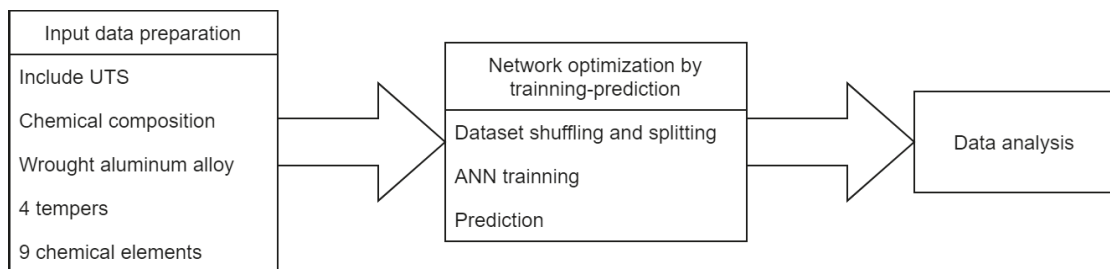 Input data preparation
Include UTS
Chemical composition
Wrought aluminum alloy
4 tempers
9 chemical elements
Network optimization by
trainning-prediction
Dataset shuffling and splitting
ANN trainning
Prediction
Data analysis